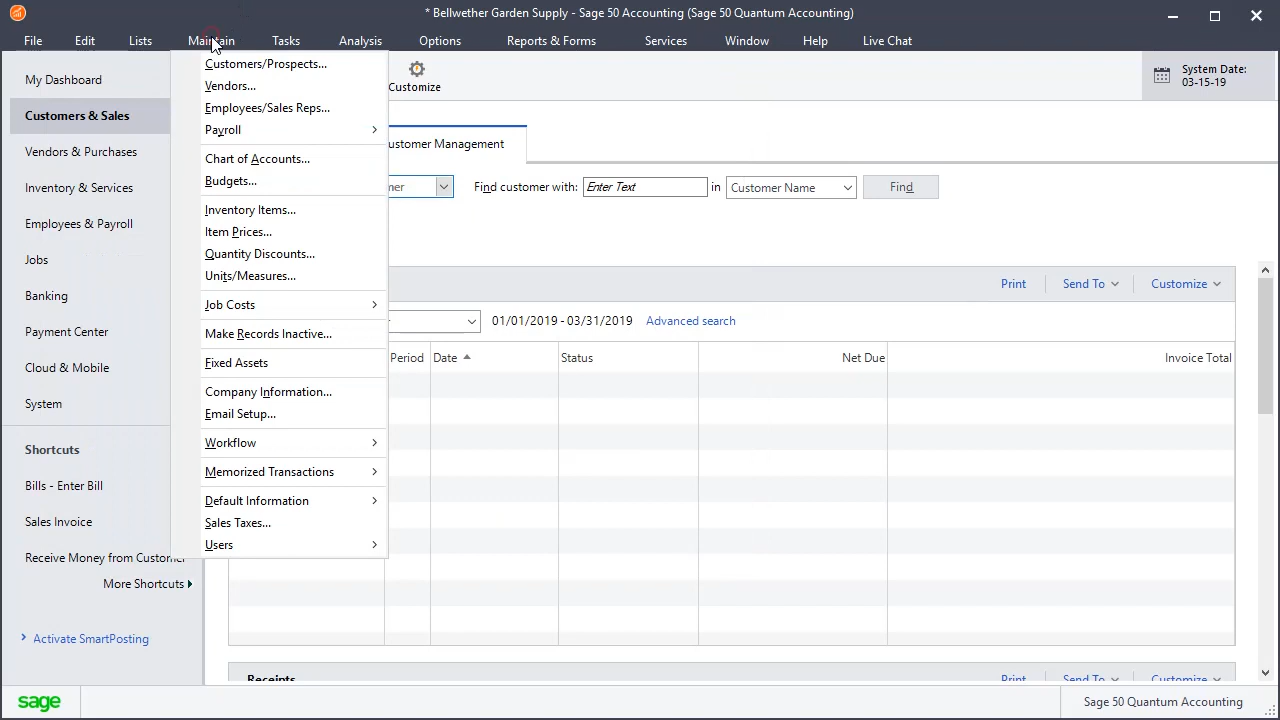 * Bellwether Garden Supply - Sage 50 Accounting (Sage 50 Quantum Accounting)
File Edit Lists Maintain Tasks Analysis Options Reports & Forms Services Window Help Live Chat
My Dashboard
Customers & Sales
Vendors & Purchases
Inventory & Services
Employees & Payroll
Jobs
Banking
Payment Center
Cloud & Mobile
System
Shortcuts
Bills - Enter Bill
Sales Invoice
Receive Money from Customer
More Shortcuts
Activate SmartPosting
Customers/Prospects...
Vendors...
Employees/Sales Reps...
Payroll
Chart of Accounts...
Budgets...
Inventory Items...
Item Prices...
Quantity Discounts...
Units/Measures...
Job Costs
Make Records Inactive...
Fixed Assets
Company Information...
Email Setup...
Workflow
Memorized Transactions
Default Information
Sales Taxes...
Users
Customize
System Date:
03-15-19
ustomer Management
mer Find customer with: Enter Text in Customer Name Find
Print Send To Customize
01/01/2019 - 03/31/2019 Advanced search
Period Date Status Net Due Invoice Total
Receipts Print Send To Customize
sage Sage 50 Quantum Accounting